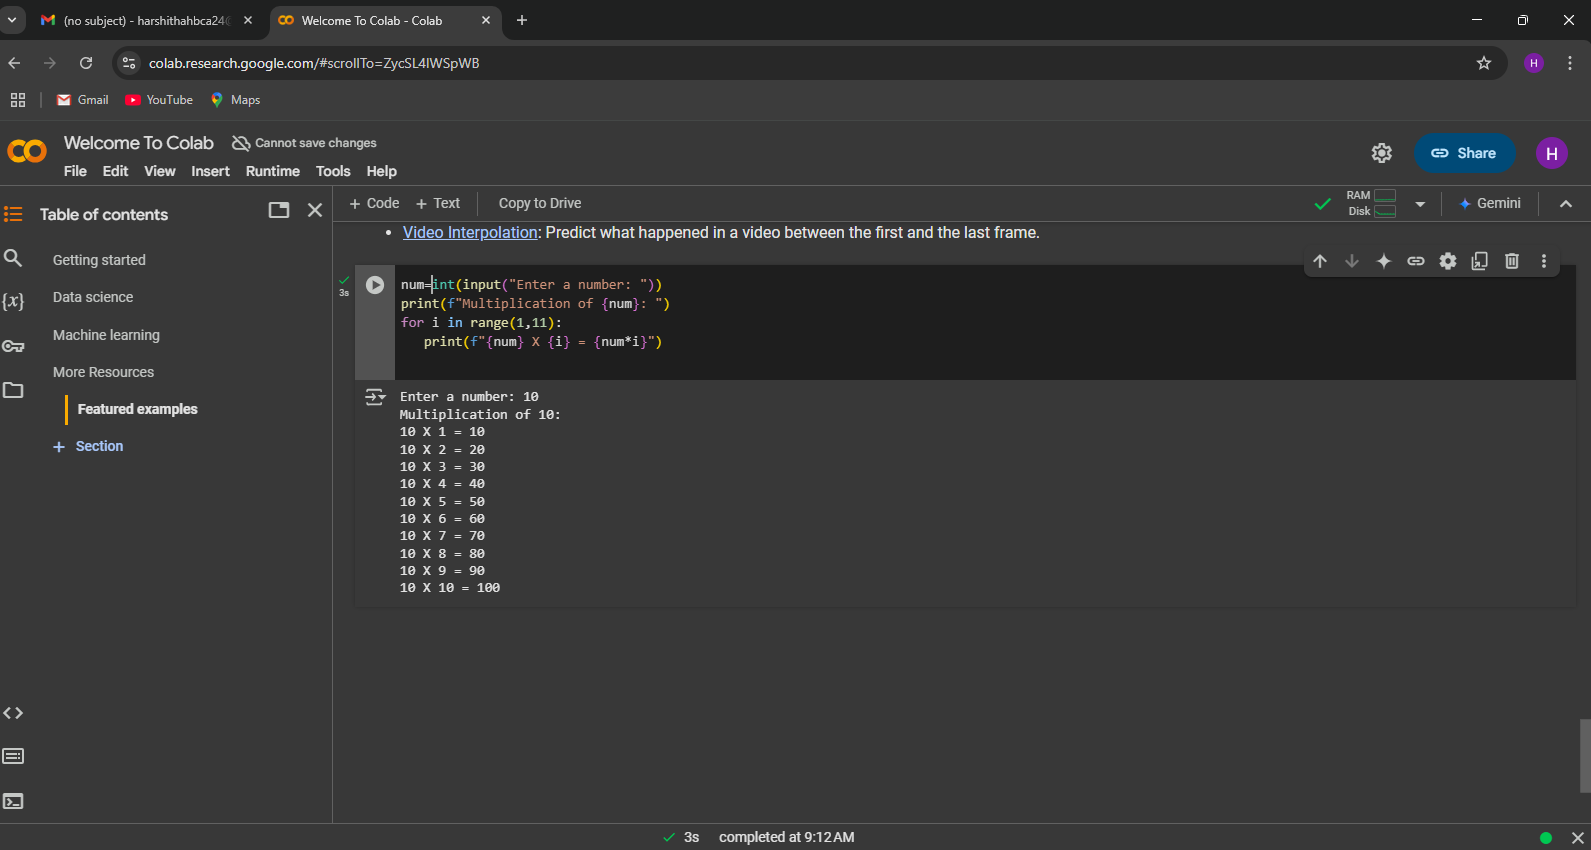 (no subject) - harshithahbca24
Welcome To Colab - Colab
colab.research.google.com/#scrollTo=ZycSL4lWSpWB
H
Gmail
YouTube
Maps
Welcome To Colab
Cannot save changes
File Edit View Insert Runtime Tools Help
Share
H
Table of contents
+ Code + Text
Copy to Drive
RAM
Disk
Gemini
Getting started
Data science
Machine learning
More Resources
Featured examples
+ Section
{x}
• Video Interpolation: Predict what happened in a video between the first and the last frame.
3s
num=int(input("Enter a number: "))
print(f"Multiplication of {num}: ")
for i in range(1,11):
print(f"{num} X {i} = {num*i}")
Enter a number: 10
Multiplication of 10:
10 X 1 = 10
10 X 2 = 20
10 X 3 = 30
10 X 4 = 40
10 X 5 = 50
10 X 6 = 60
10 X 7 = 70
10 X 8 = 80
10 X 9 = 90
10 X 10 = 100
3s completed at 9:12 AM